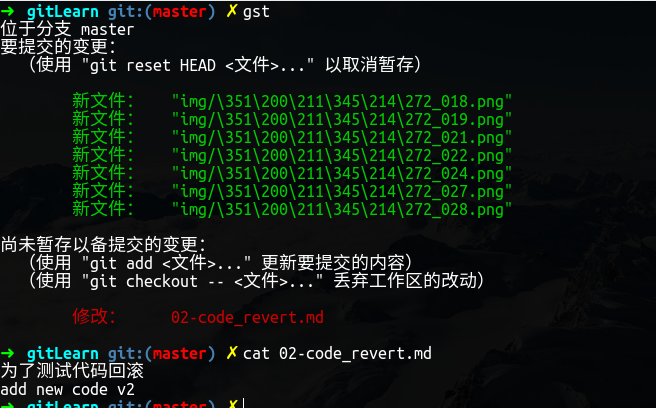 ➜ gitLearn git:(master) ✗ gst
位于分支 master
要提交的变更:
（使用 "git reset HEAD <文件>..." 以取消暂存）
新文件: "img/\351\200\211\345\214\272_018.png"
新文件: "img/\351\200\211\345\214\272_019.png"
新文件: "img/\351\200\211\345\214\272_021.png"
新文件: "img/\351\200\211\345\214\272_022.png"
新文件: "img/\351\200\211\345\214\272_024.png"
新文件: "img/\351\200\211\345\214\272_027.png"
新文件: "img/\351\200\211\345\214\272_028.png"
尚未暂存以备提交的变更:
（使用 "git add <文件>..." 更新要提交的内容）
（使用 "git checkout -- <文件>..." 丢弃工作区的改动）
修改: 02-code_revert.md
➜ gitLearn git:(master) ✗ cat 02-code_revert.md
为了测试代码回滚
add new code v2
➜ gitLearn git:(master) ✗